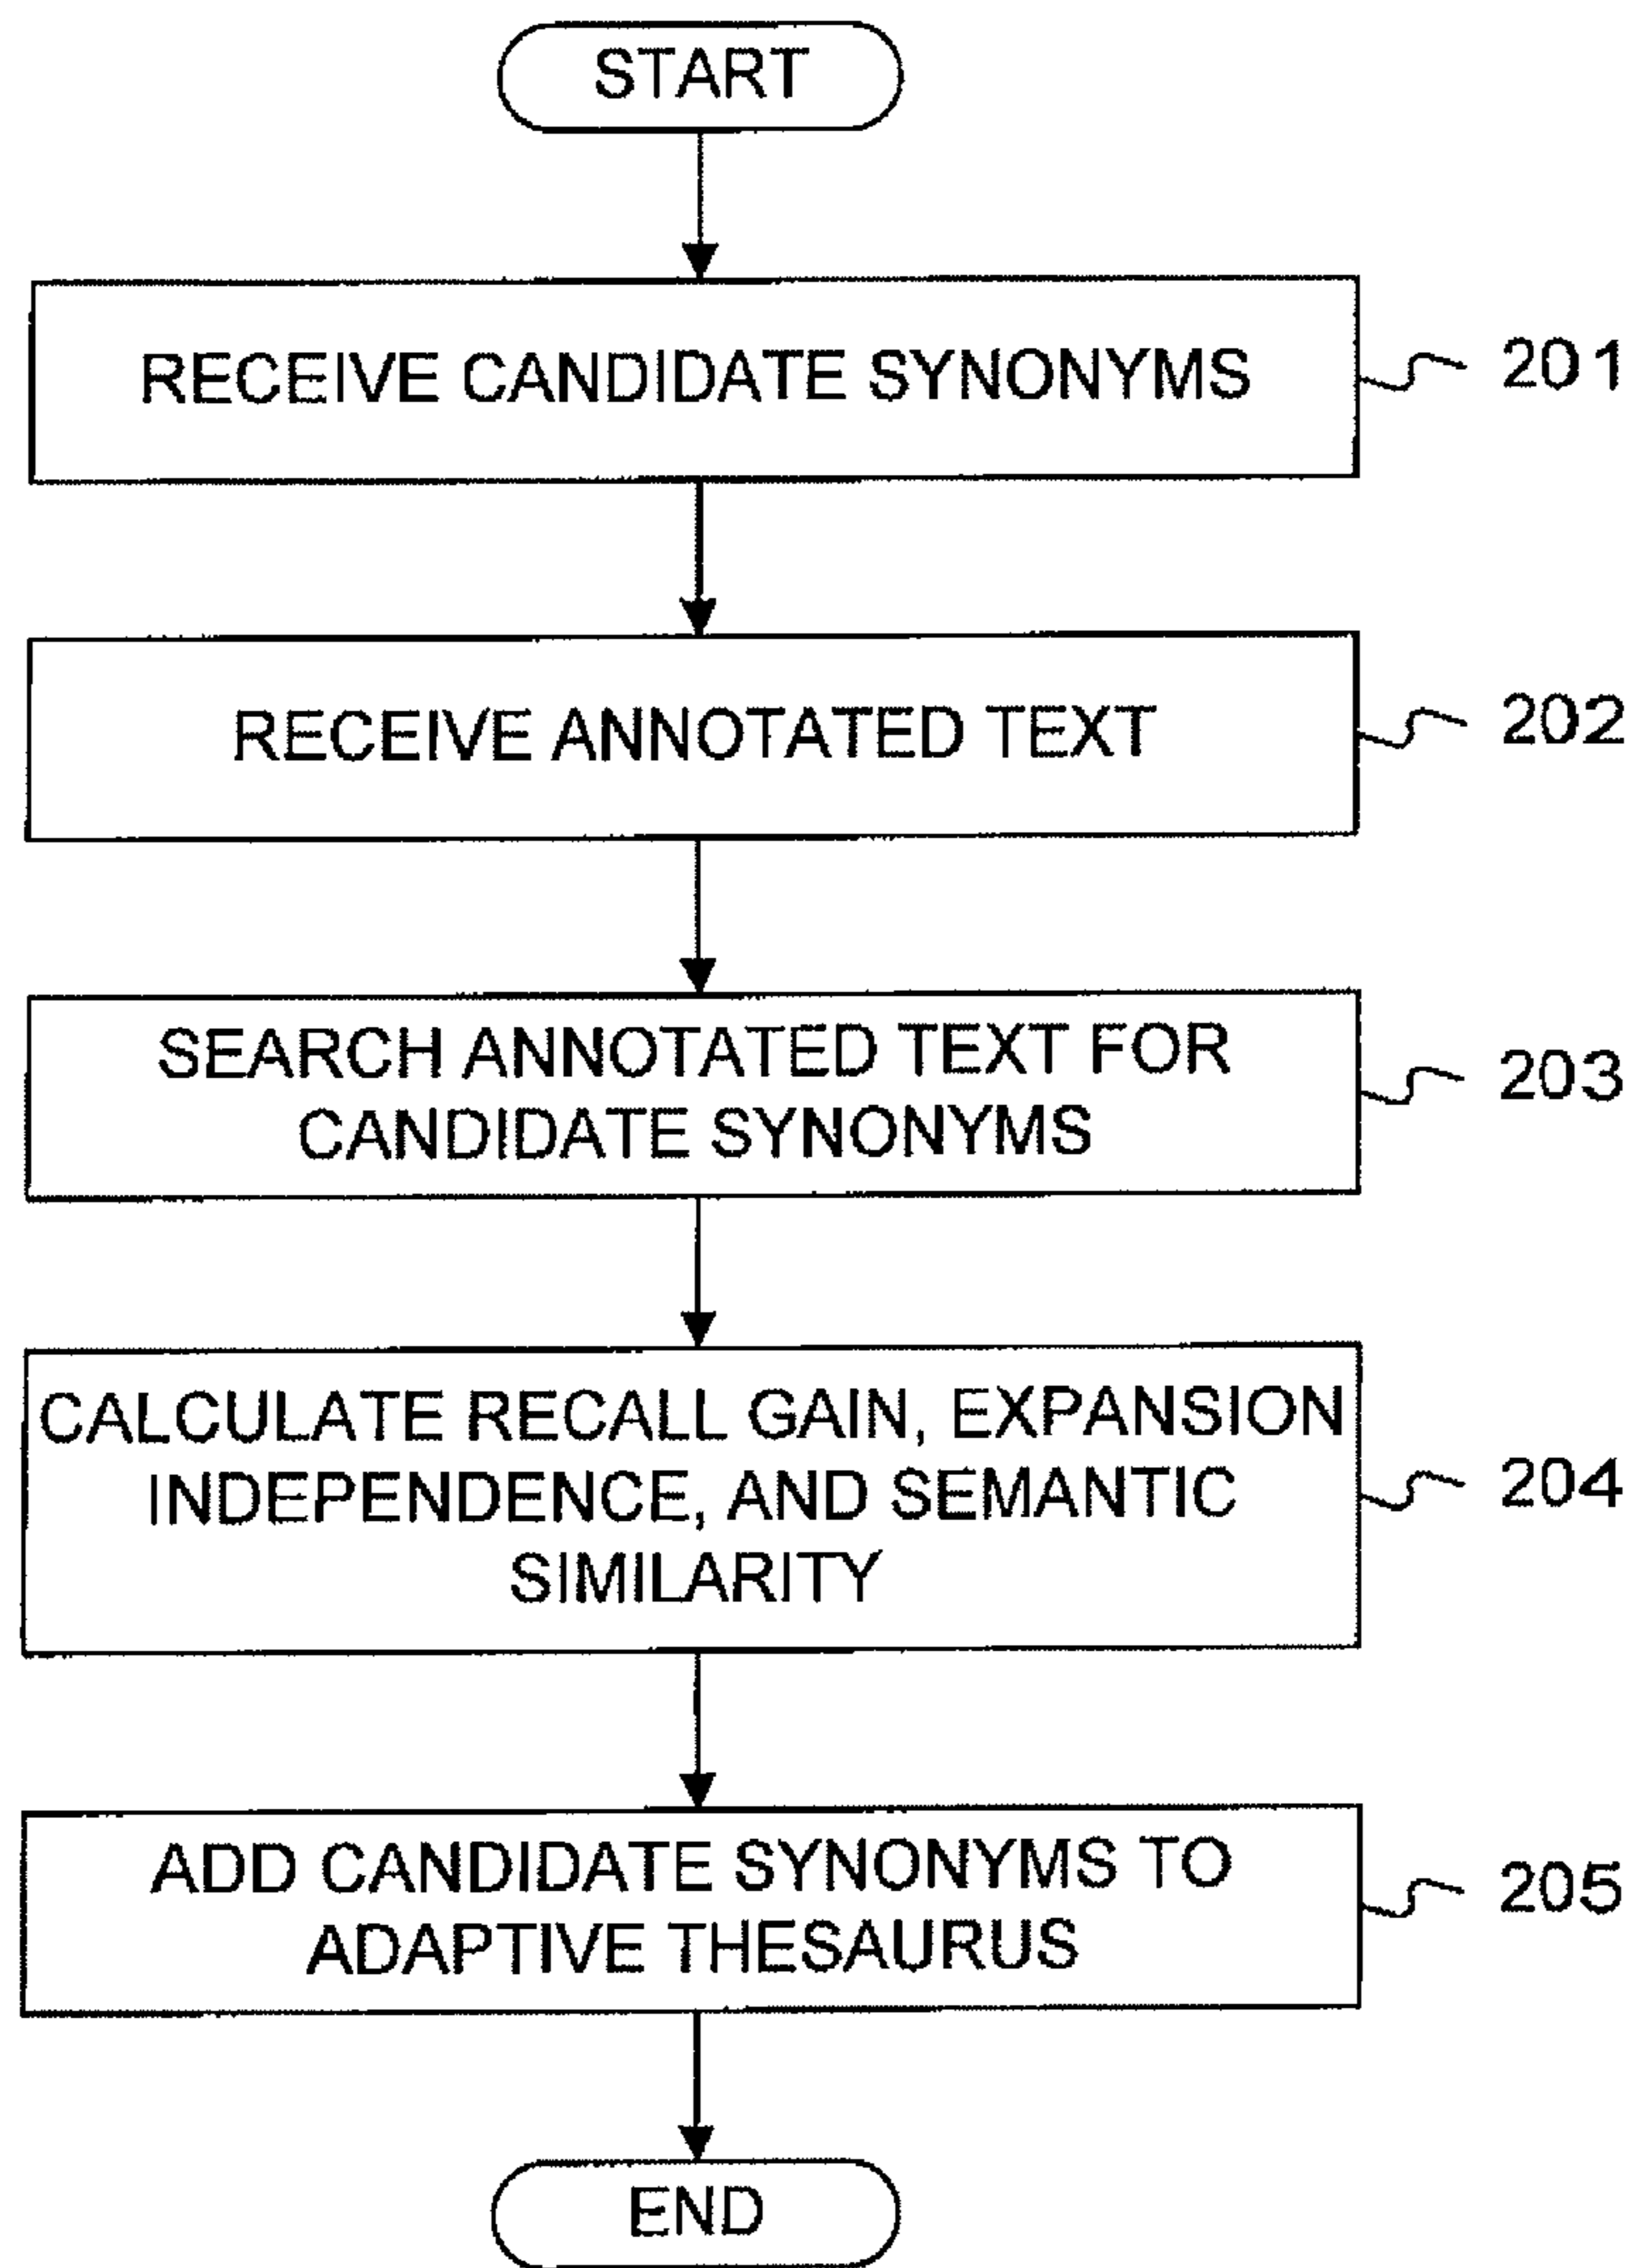 START
RECEIVE CANDIDATE SYNONYMS
201
RECEIVE ANNOTATED TEXT
202
SEARCH ANNOTATED TEXT FOR
CANDIDATE SYNONYMS
203
CALCULATE RECALL GAIN, EXPANSION
INDEPENDENCE, AND SEMANTIC
SIMILARITY
204
ADD CANDIDATE SYNONYMS TO
ADAPTIVE THESAURUS
205
END